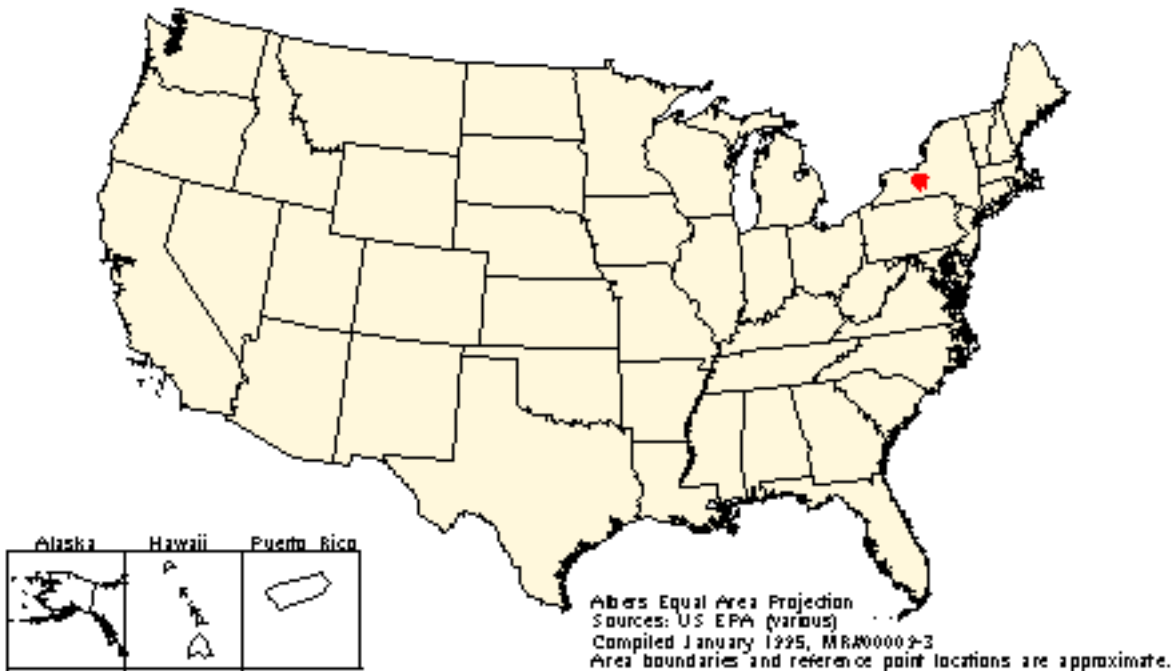 Alaska
Hawaii
Puerto Rico
Albers Equal Area Projection
Sources: US EPA (various)
Compiled January 1995, MR#00009-3
Area boundaries and reference point locations are approximate.